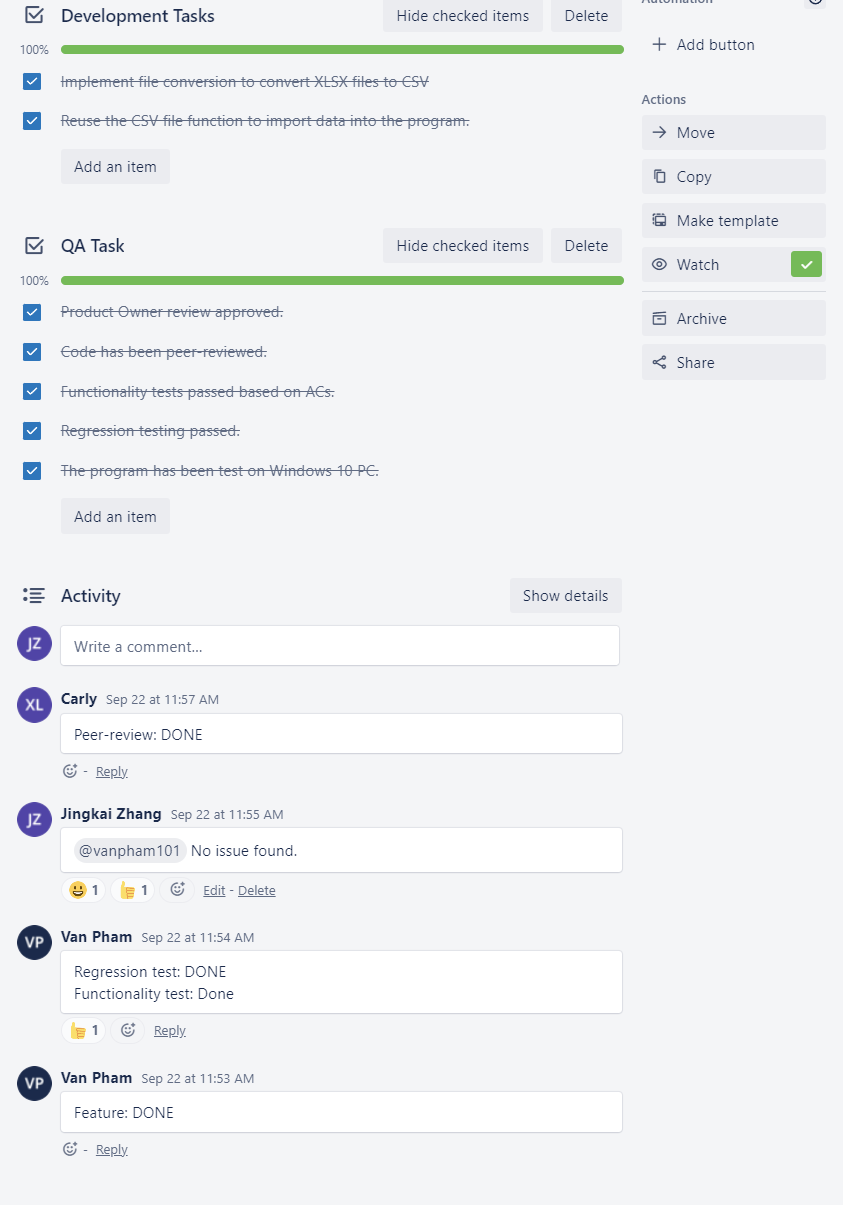 Automation
Development Tasks
Hide checked items
Delete
100%
Implement file conversion to convert XLSX files to CSV
Reuse the CSV file function to import data into the program.
Add an item
QA Task
Hide checked items
Delete
100%
Product Owner review approved.
Code has been peer-reviewed.
Functionality tests passed based on ACs.
Regression testing passed.
The program has been test on Windows 10 PC.
Add an item
Activity
Show details
JZ
Write a comment...
XL
Carly Sep 22 at 11:57 AM
Peer-review: DONE
- Reply
JZ
Jingkai Zhang Sep 22 at 11:55 AM
@vanpham101 No issue found.
1 1 Edit - Delete
VP
Van Pham Sep 22 at 11:54 AM
Regression test: DONE
Functionality test: Done
1 Reply
VP
Van Pham Sep 22 at 11:53 AM
Feature: DONE
- Reply
Add button
Actions
Move
Copy
Make template
Watch
Archive
Share